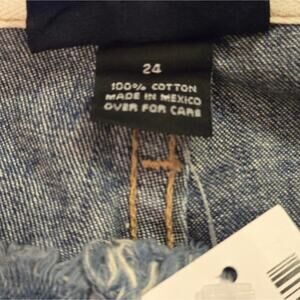 24
100% COTTON
MADE IN MEXICO
OVER FOR CARE